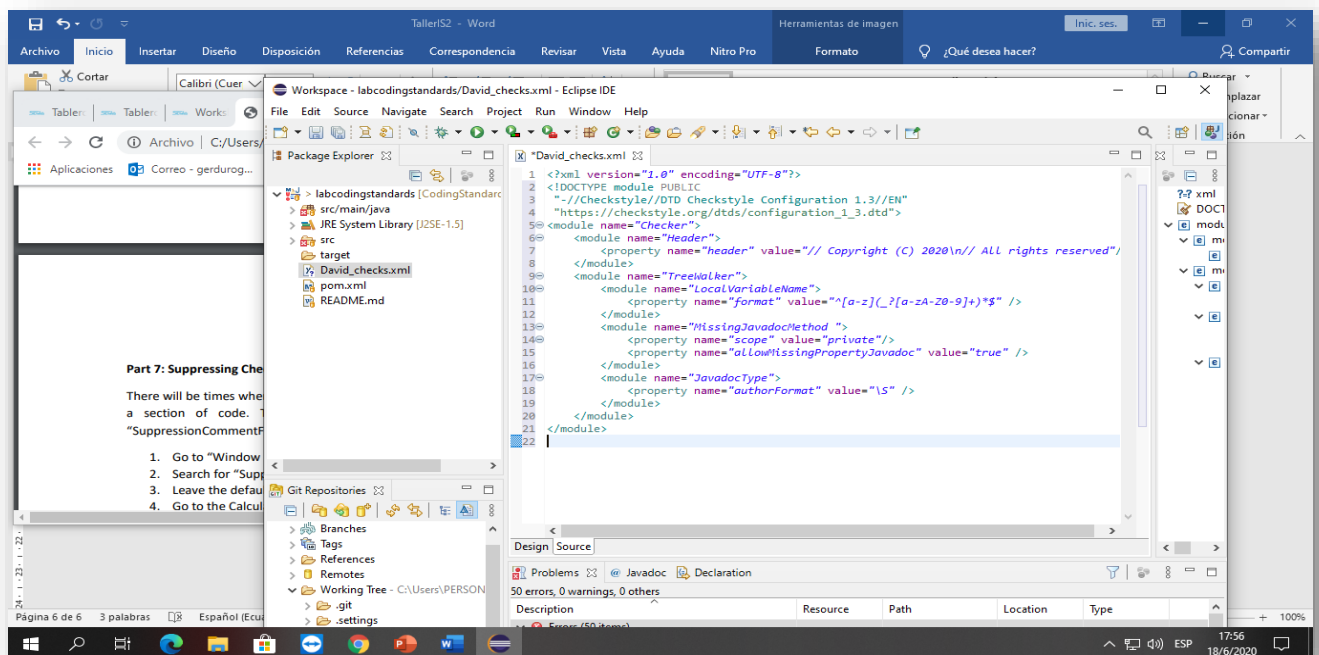 TallerIS2 - Word
Herramientas de imagen
Inic. ses.
Archivo Inicio Insertar Diseño Disposición Referencias Correspondencia Revisar Vista Ayuda Nitro Pro Formato ¿Qué desea hacer? Compartir
Cortar
Calibri (Cuer
Buscar
Tabler Tabler Works
Archivo | C:/Users/
Aplicaciones Correo - gerdurog...
Part 7: Suppressing Che
There will be times whe
a section of code. T
"SuppressionCommentF
1. Go to "Window
2. Search for "Supp
3. Leave the defau
4. Go to the Calcul
Workspace - labcodingstandards/David_checks.xml - Eclipse IDE
File Edit Source Navigate Search Project Run Window Help
Package Explorer
> labcodingstandards [CodingStandard
src/main/java
JRE System Library [J2SE-1.5]
src
target
David_checks.xml
pom.xml
README.md
Git Repositories
Branches
Tags
References
Remotes
Working Tree - C:\Users\PERSON
.git
.settings
*David_checks.xml
1 <?xml version="1.0" encoding="UTF-8"?>
2 <!DOCTYPE module PUBLIC
3 "-//Checkstyle//DTD Checkstyle Configuration 1.3//EN"
4 "https://checkstyle.org/dtds/configuration_1_3.dtd">
5 <module name="Checker">
6 <module name="Header">
7 <property name="header" value="// Copyright (C) 2020\n// All rights reserved"/
8 </module>
9 <module name="TreeWalker">
10 <module name="LocalVariableName">
11 <property name="format" value="^[a-z](_?[a-zA-Z0-9]+)*$" />
12 </module>
13 <module name="MissingJavadocMethod ">
14 <property name="scope" value="private"/>
15 <property name="allowMissingPropertyJavadoc" value="true" />
16 </module>
17 <module name="JavadocType">
18 <property name="authorFormat" value="\S" />
19 </module>
20 </module>
21 </module>
22
Design Source
?-? xml
DOCT
modu
Problems Javadoc Declaration
50 errors, 0 warnings, 0 others
Description Resource Path Location Type
Errors (50 items)
Página 6 de 6 3 palabras Español (Ecua 100%
ESP
17:56
18/6/2020